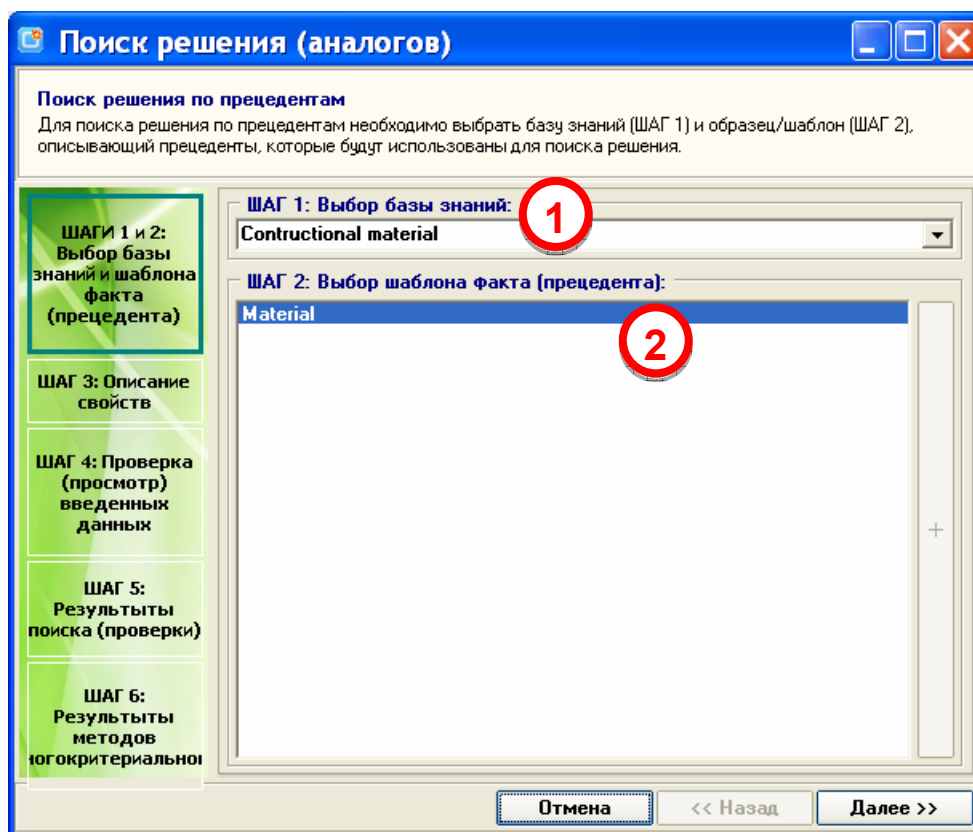 Поиск решения (аналогов)
Поиск решения по прецедентам
Для поиска решения по прецедентам необходимо выбрать базу знаний (ШАГ 1) и образец/шаблон (ШАГ 2),
описывающий прецеденты, которые будут использованы для поиска решения.
ШАГИ 1 и 2:
Выбор базы
знаний и шаблона
факта
(прецедента)
ШАГ 3: Описание
свойств
ШАГ 4: Проверка
(просмотр)
введенных
данных
ШАГ 5:
Результыты
поиска (проверки)
ШАГ 6:
Результыты
методов
ногокритериально
ШАГ 1: Выбор базы знаний:
1
Contructional material
ШАГ 2: Выбор шаблона факта (прецедента):
Material
2
+
Отмена
<< Назад
Далее >>